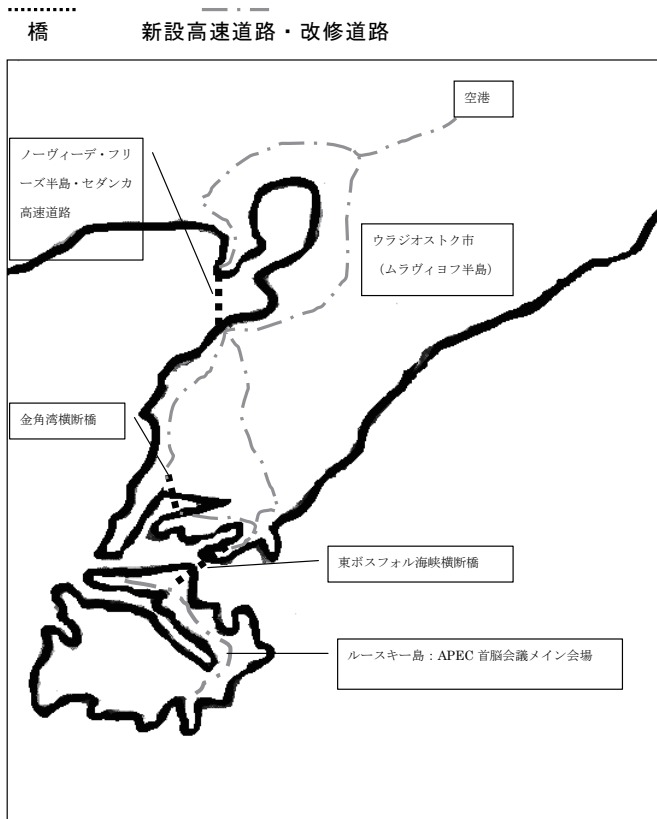 橋 新設高速道路・改修道路
空港
ノーヴィーデ・フリ
ーズ半島・セダンカ
高速道路
ウラジオストク市
（ムラヴィヨフ半島）
金角湾横断橋
東ボスフォル海峡横断橋
ルースキー島：APEC 首脳会議メイン会場